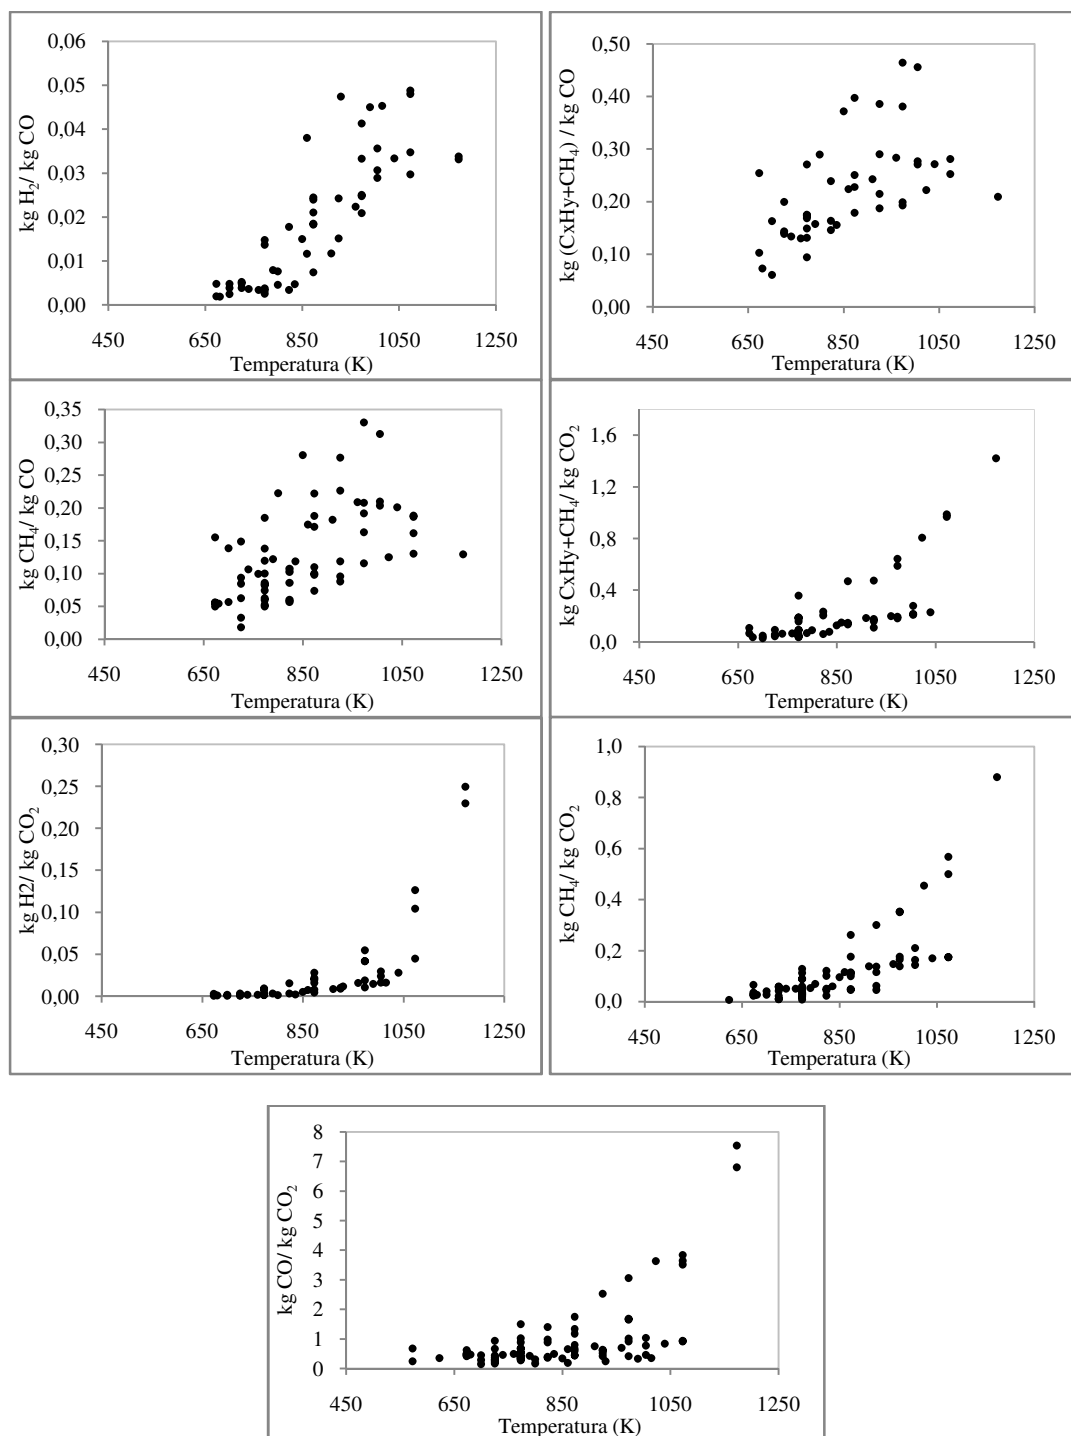 kg H₂/ kg CO
0,06
0,05
0,04
0,03
0,02
0,01
0,00
450 650 850 1050 1250
Temperatura (K)
kg (CxHy+CH₄) / kg CO
0,50
0,40
0,30
0,20
0,10
0,00
450 650 850 1050 1250
Temperatura (K)
kg CH₄/ kg CO
0,35
0,30
0,25
0,20
0,15
0,10
0,05
0,00
450 650 850 1050 1250
Temperatura (K)
kg CxHy+CH₄/ kg CO₂
1,6
1,2
0,8
0,4
0,0
450 650 850 1050 1250
Temperature (K)
kg H2/ kg CO₂
0,30
0,25
0,20
0,15
0,10
0,05
0,00
450 650 850 1050 1250
Temperatura (K)
kg CH₄/ kg CO₂
1,0
0,8
0,6
0,4
0,2
0,0
450 650 850 1050 1250
Temperatura (K)
kg CO/ kg CO₂
8
7
6
5
4
3
2
1
0
450 650 850 1050 1250
Temperatura (K)